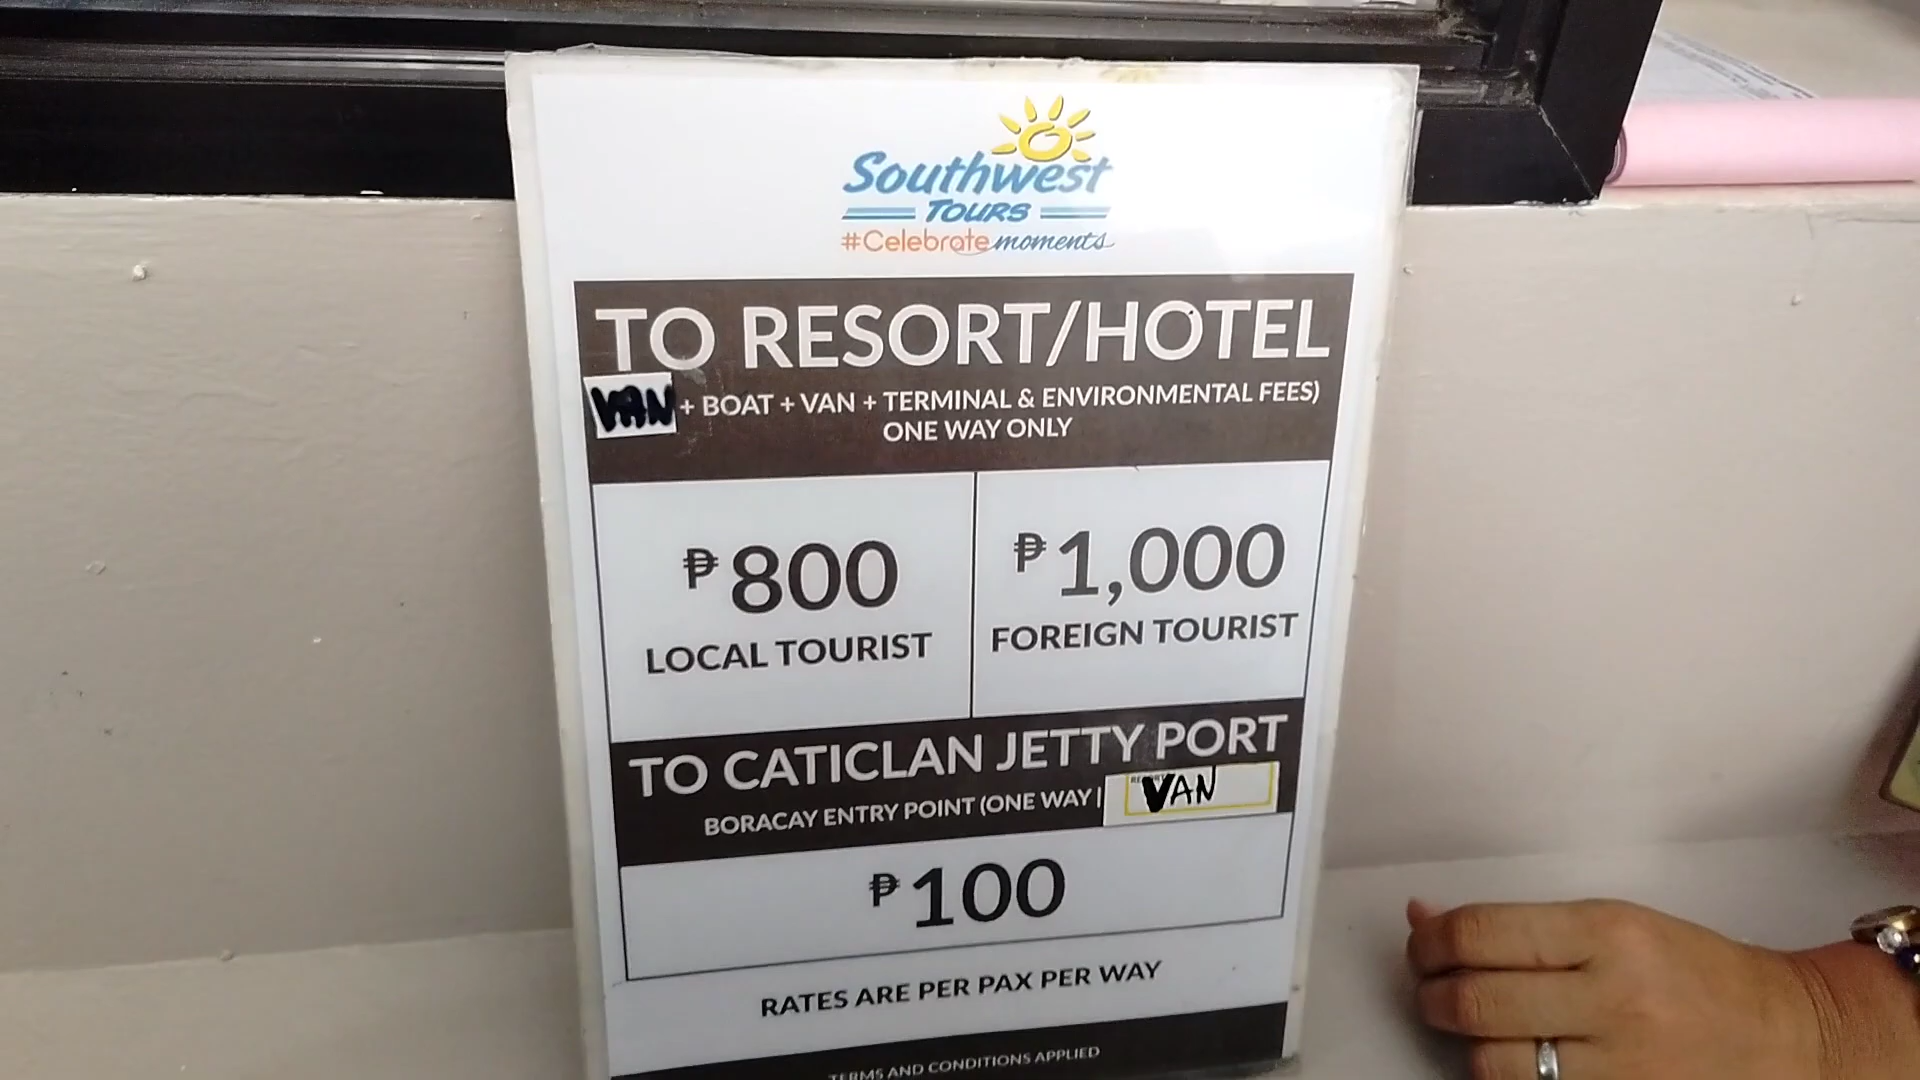 Southwest
TOURS
#Celebrate moments
TO RESORT/HOTEL
VAN + BOAT + VAN + TERMINAL & ENVIRONMENTAL FEES)
ONE WAY ONLY
₱800
LOCAL TOURIST
₱1,000
FOREIGN TOURIST
TO CATICLAN JETTY PORT
BORACAY ENTRY POINT (ONE WAY | VAN
₱100
RATES ARE PER PAX PER WAY
TERMS AND CONDITIONS APPLIED